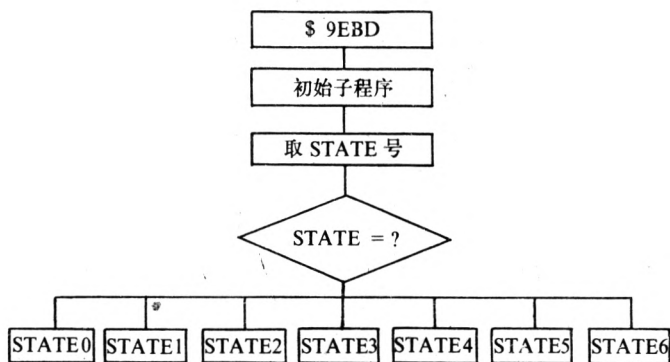 $ 9EBD
初始子程序
取 STATE 号
STATE = ?
STATE0 STATE1 STATE2 STATE3 STATE4 STATE5 STATE6